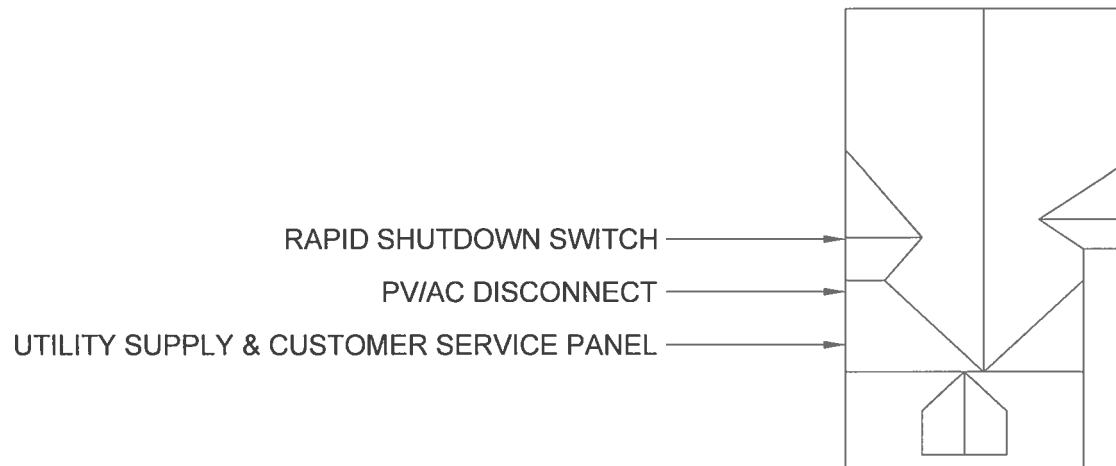 RAPID SHUTDOWN SWITCH
PV/AC DISCONNECT
UTILITY SUPPLY & CUSTOMER SERVICE PANEL